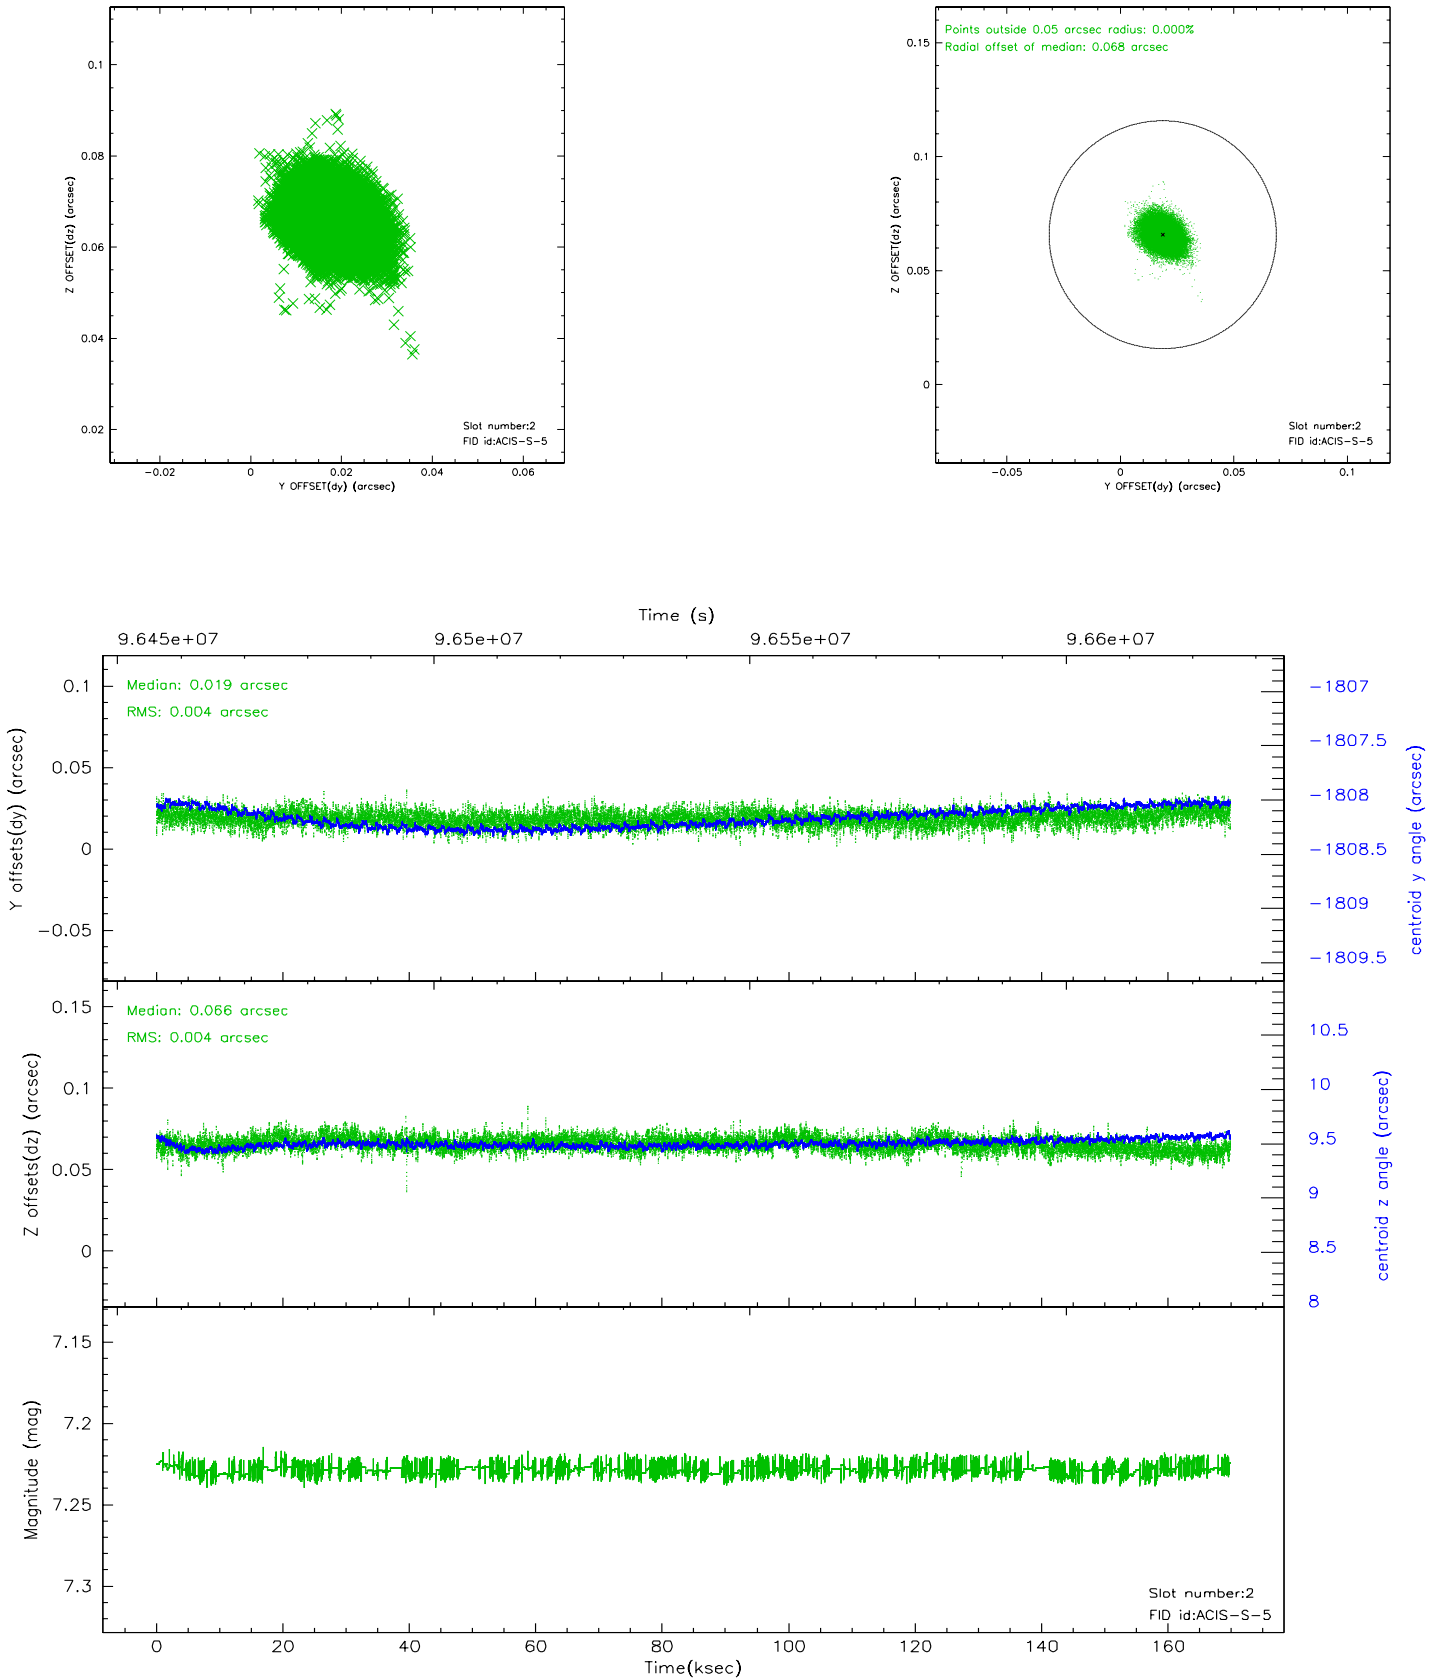 0.1
0.08
0.06
0.04
0.02
Z OFFSET(dz) (arcsec)
−0.02 0 0.02 0.04 0.06
Y OFFSET(dy) (arcsec)
Slot number:2
FID id:ACIS−S−5
Points outside 0.05 arcsec radius: 0.000%
Radial offset of median: 0.068 arcsec
0.15
0.1
0.05
0
Z OFFSET(dz) (arcsec)
−0.05 0 0.05 0.1
Y OFFSET(dy) (arcsec)
Slot number:2
FID id:ACIS−S−5
Time (s)
9.645e+07 9.65e+07 9.655e+07 9.66e+07
Median: 0.019 arcsec
RMS: 0.004 arcsec
0.1
0.05
0
−0.05
Y offsets(dy) (arcsec)
−1807
−1807.5
−1808
−1808.5
−1809
−1809.5
centroid y angle (arcsec)
Median: 0.066 arcsec
RMS: 0.004 arcsec
0.15
0.1
0.05
0
Z offsets(dz) (arcsec)
10.5
10
9.5
9
8.5
8
centroid z angle (arcsec)
7.15
7.2
7.25
7.3
Magnitude (mag)
Slot number:2
FID id:ACIS−S−5
0 20 40 60 80 100 120 140 160
Time(ksec)